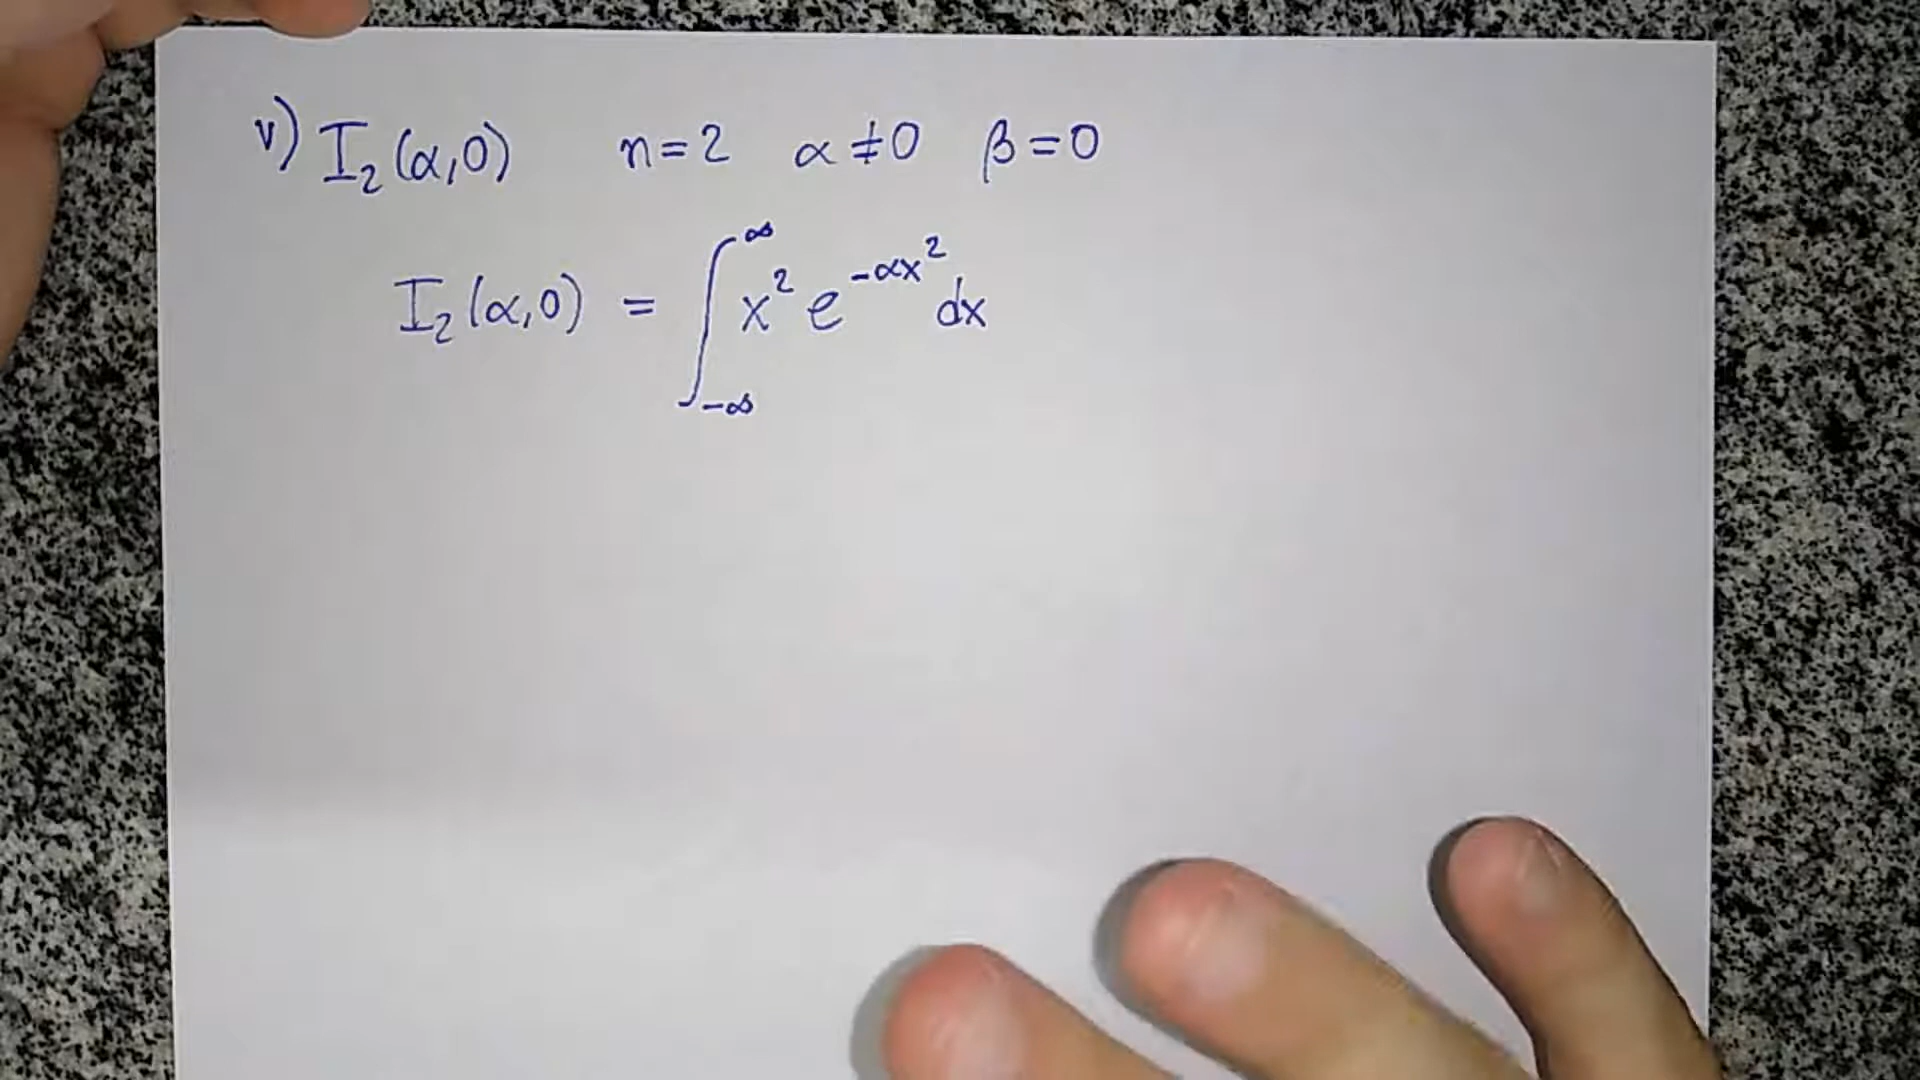 v) I₂(α,0) n=2 α≠0 β=0
I₂(α,0) = ∫_{-∞}^{∞} x² e^{-αx²} dx